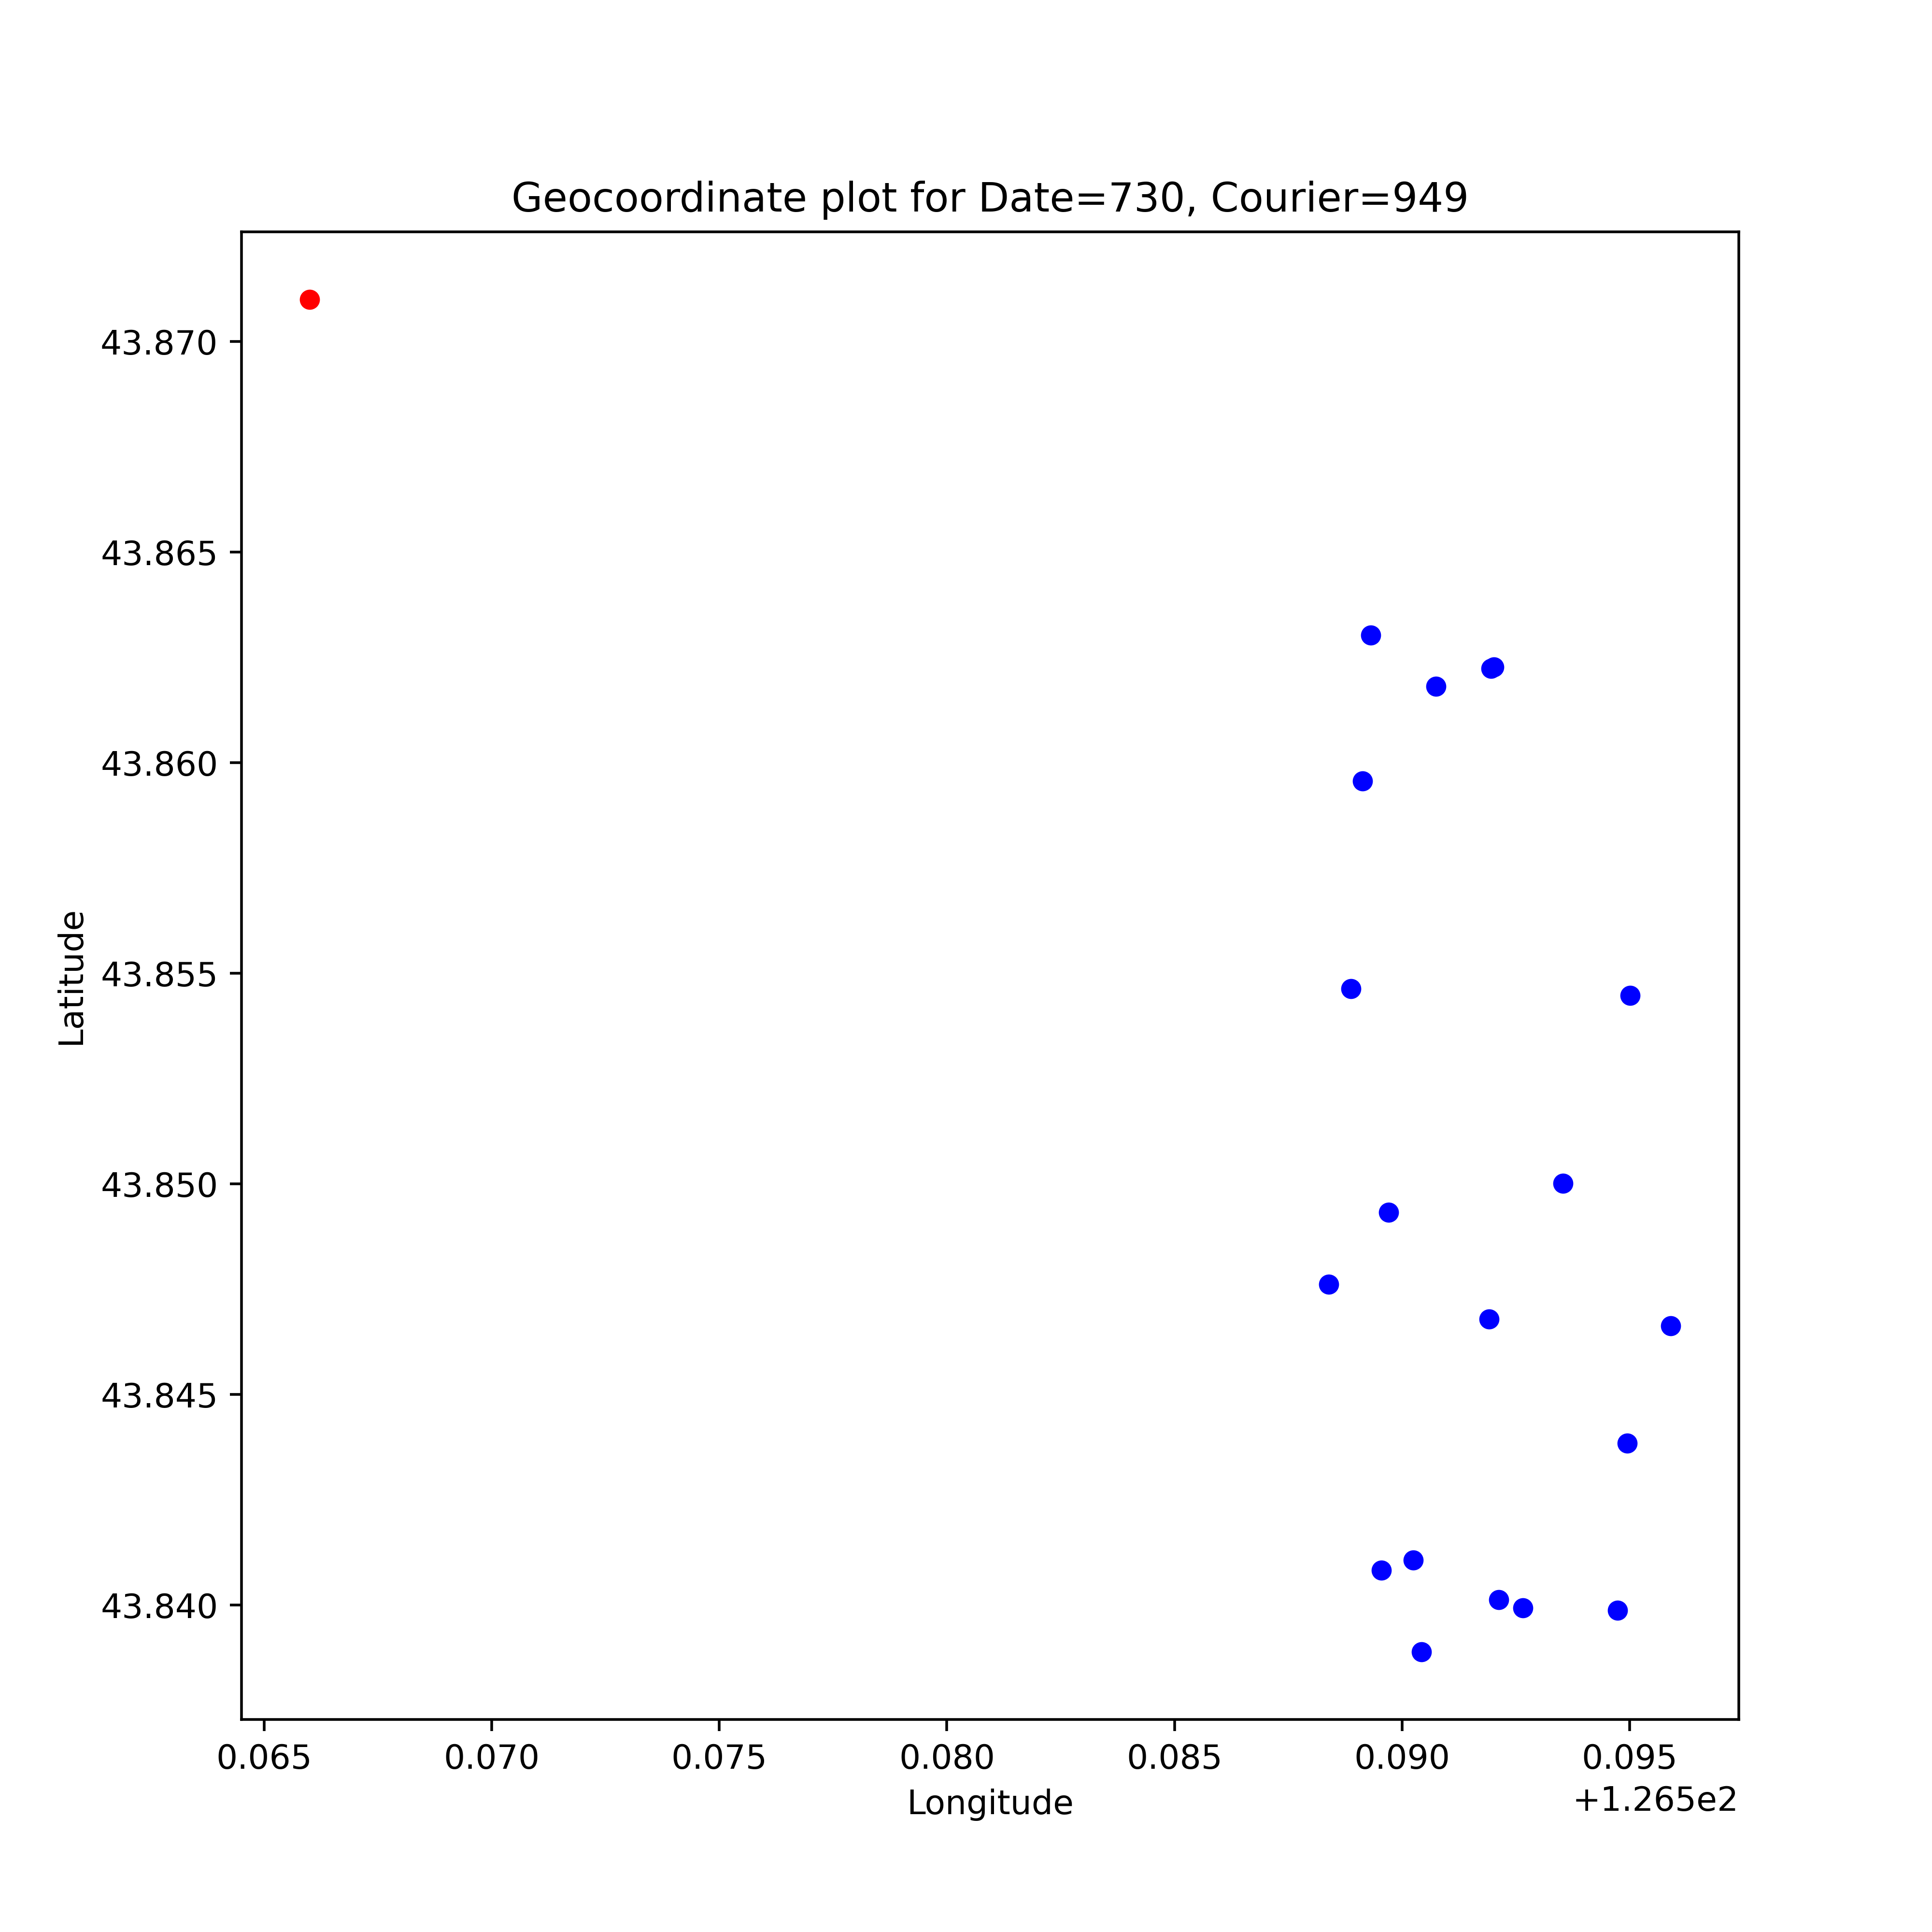 Geocoordinate plot for Date=730, Courier=949
43.870
43.865
43.860
43.855
43.850
43.845
43.840
Latitude
0.065 0.070 0.075 0.080 0.085 0.090 0.095
Longitude
+1.265e2